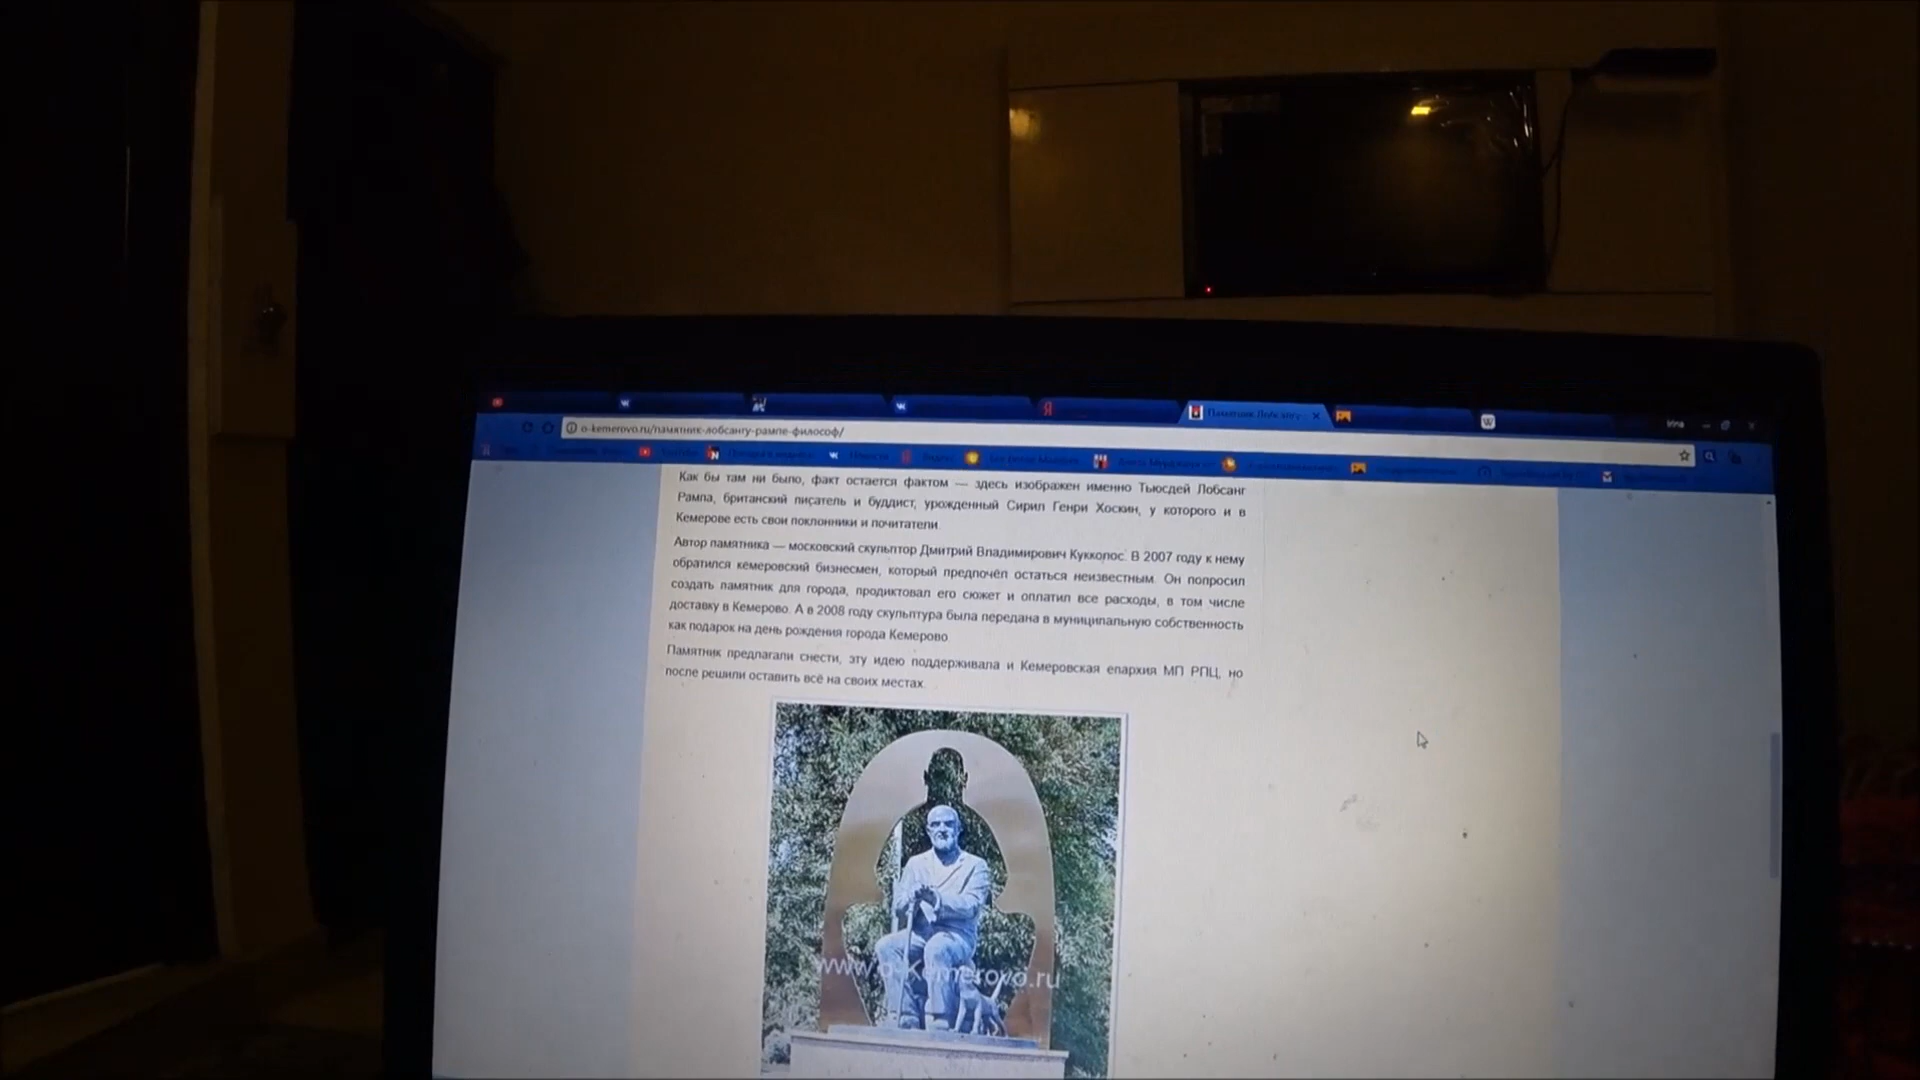 Памятник Лобсангу
Irina
o-kemerovo.ru/памятник-лобсангу-рампе-философ/
Как бы там ни было, факт остается фактом — здесь изображен именно Тьюсдей Лобсанг
Рампа, британский писатель и буддист, урожденный Сирил Генри Хоскин, у которого и в
Кемерове есть свои поклонники и почитатели.
Автор памятника — московский скульптор Дмитрий Владимирович Кукколос. В 2007 году к нему
обратился кемеровский бизнесмен, который предпочёл остаться неизвестным. Он попросил
создать памятник для города, продиктовал его сюжет и оплатил все расходы, в том числе
доставку в Кемерово. А в 2008 году скульптура была передана в муниципальную собственность
как подарок на день рождения города Кемерово.
Памятник предлагали снести, эту идею поддерживала и Кемеровская епархия МП РПЦ, но
после решили оставить всё на своих местах.
www.o-kemerovo.ru